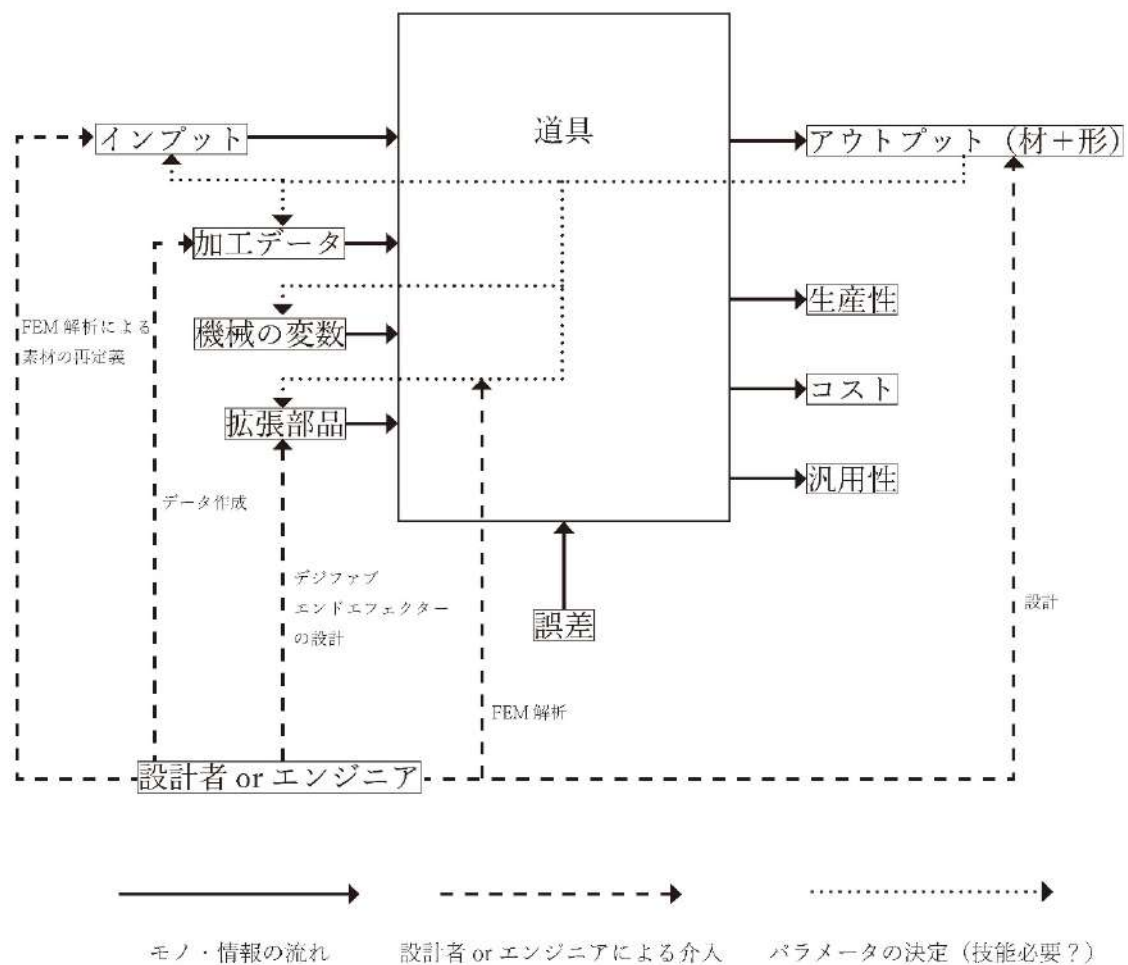 道具
インプット
アウトプット（材＋形）
加工データ
生産性
FEM 解析による
素材の再定義
機械の変数
コスト
拡張部品
汎用性
データ作成
デジファブ
エンドエフェクター
の設計
誤差
設計
FEM 解析
設計者 or エンジニア
モノ・情報の流れ
設計者 or エンジニアによる介入
パラメータの決定（技能必要？）